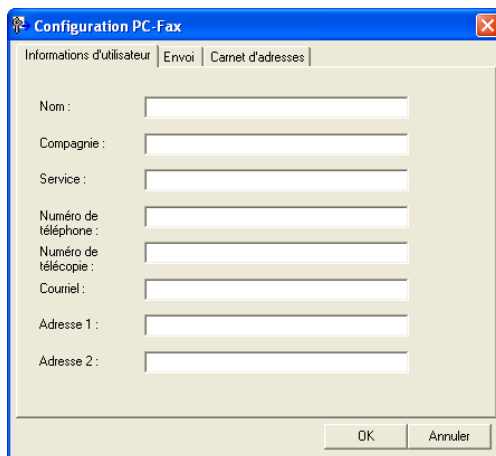 Configuration PC-Fax
Informations d'utilisateur Envoi Carnet d'adresses
Nom :
Compagnie :
Service :
Numéro de
téléphone :
Numéro de
télécopie :
Courriel :
Adresse 1 :
Adresse 2 :
OK Annuler